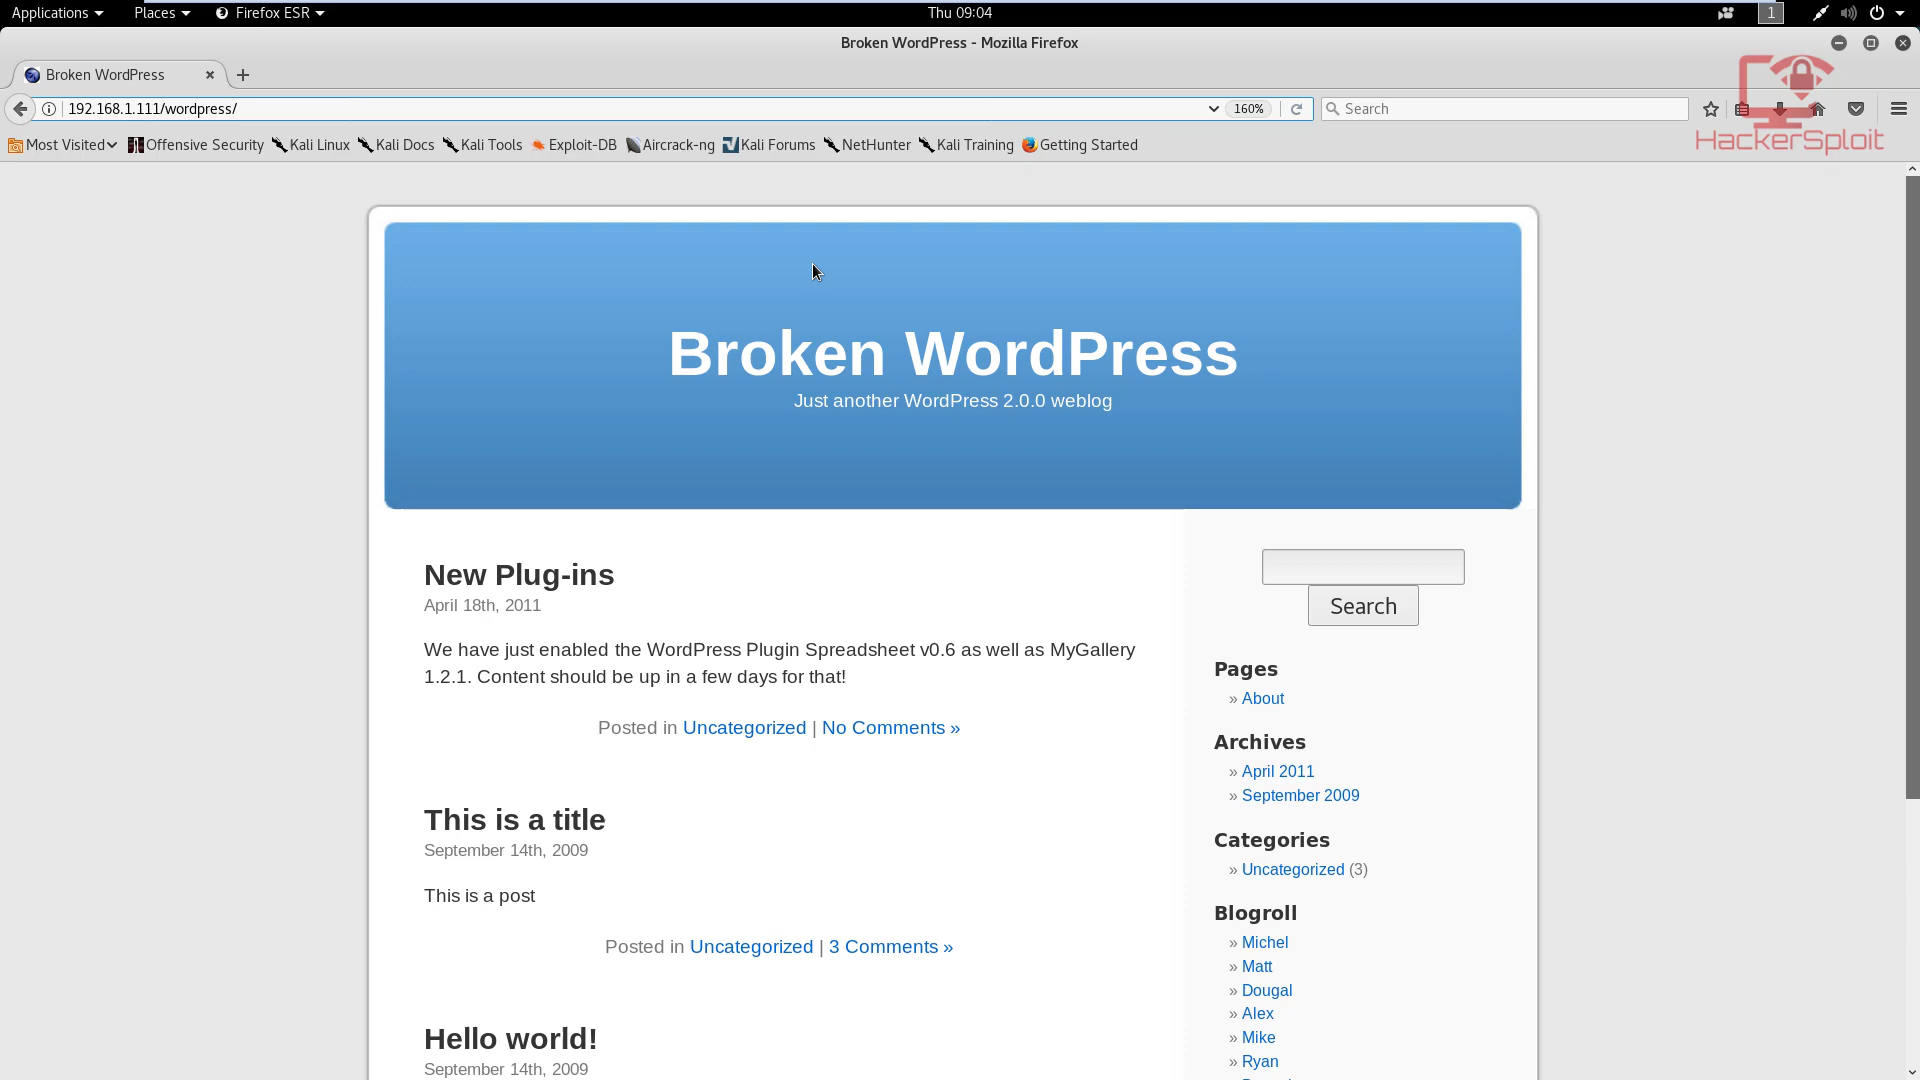 Applications Places Firefox ESR Thu 09:04 1
Broken WordPress - Mozilla Firefox
Broken WordPress
192.168.1.111/wordpress/ 160% Search
HackerSploit
Most Visited Offensive Security Kali Linux Kali Docs Kali Tools Exploit-DB Aircrack-ng Kali Forums NetHunter Kali Training Getting Started
Broken WordPress
Just another WordPress 2.0.0 weblog
New Plug-ins
April 18th, 2011
We have just enabled the WordPress Plugin Spreadsheet v0.6 as well as MyGallery
1.2.1. Content should be up in a few days for that!
Posted in Uncategorized | No Comments »
This is a title
September 14th, 2009
This is a post
Posted in Uncategorized | 3 Comments »
Hello world!
September 14th, 2009
Search
Pages
» About
Archives
» April 2011
» September 2009
Categories
» Uncategorized (3)
Blogroll
» Michel
» Matt
» Dougal
» Alex
» Mike
» Ryan